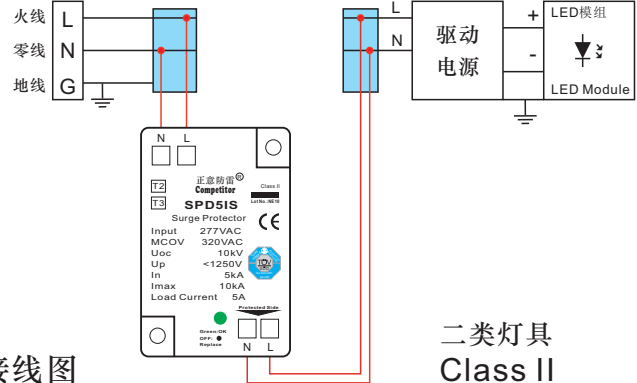 火线 L
零线 N
地线 G
L
N
驱动
电源
+
-
LED模组
LED Module
N L
T2
T3
正意防雷®
Competitor
Class II
Lot No.:NE18
SPD5IS
Surge Protector
CE
Input 277VAC
MCOV 320VAC
Uoc 10kV
Up <1250V
In 5kA
Imax 10kA
Load Current 5A
Protected Side
Green:OK
OFF:
Replace
N L
接线图
二类灯具
Class II